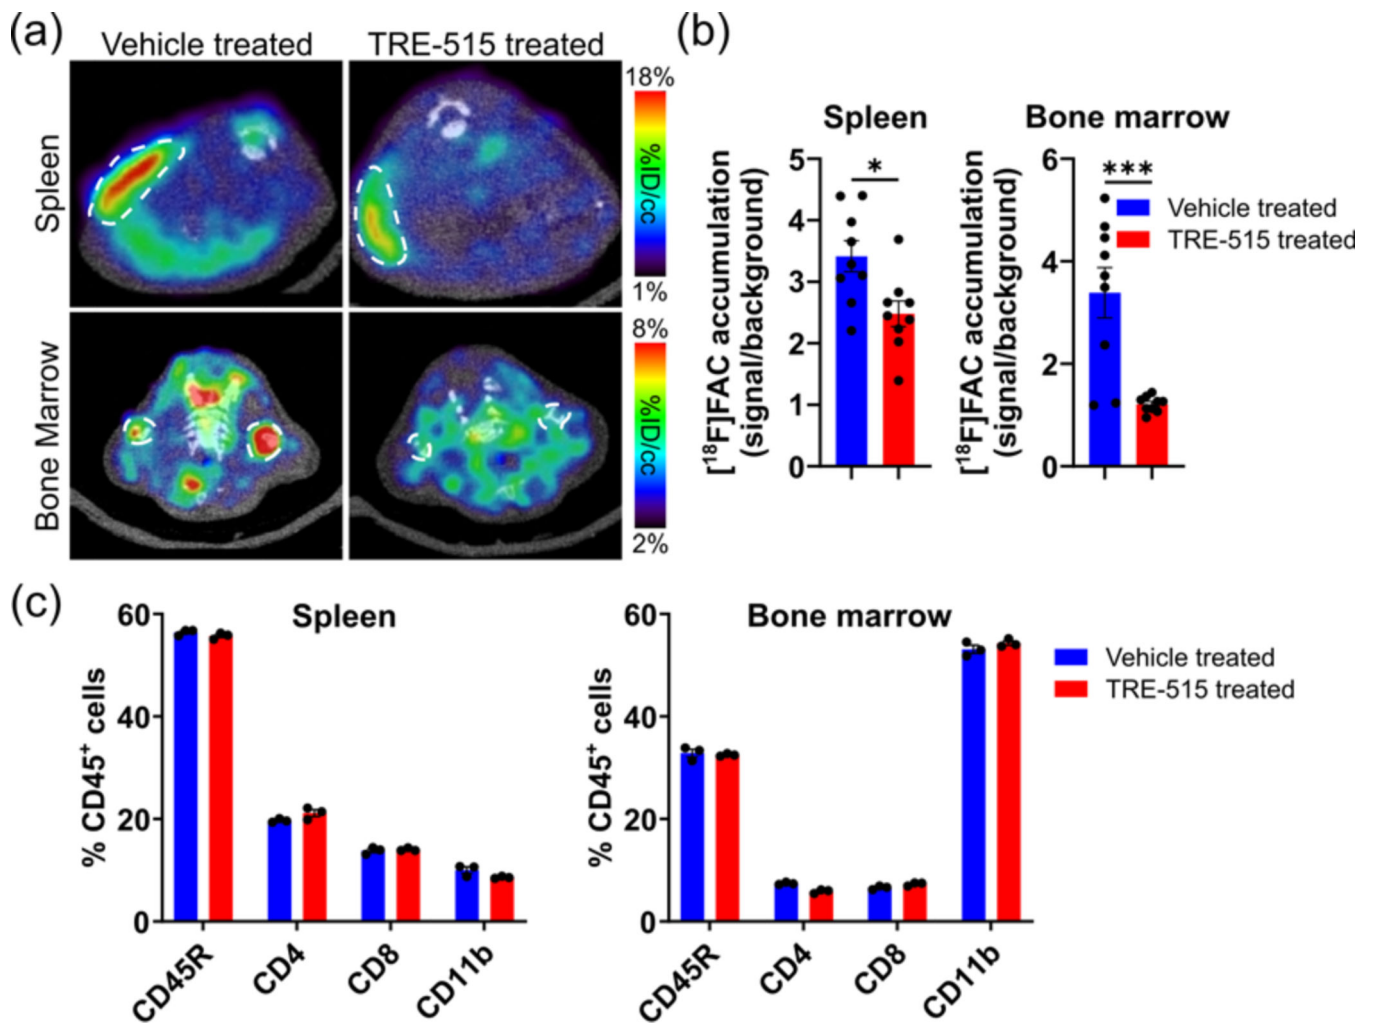 (a)
Vehicle treated
TRE-515 treated
Spleen
18%
%ID/cc
1%
Bone Marrow
8%
%ID/cc
2%
(b)
Spleen
[¹⁸F]FAC accumulation
(signal/background)
5
4
3
2
1
0
*
Bone marrow
[¹⁸F]FAC accumulation
(signal/background)
6
4
2
0
***
Vehicle treated
TRE-515 treated
(c)
Spleen
% CD45⁺ cells
60
40
20
0
CD45R
CD4
CD8
CD11b
Bone marrow
% CD45⁺ cells
60
40
20
0
CD45R
CD4
CD8
CD11b
Vehicle treated
TRE-515 treated